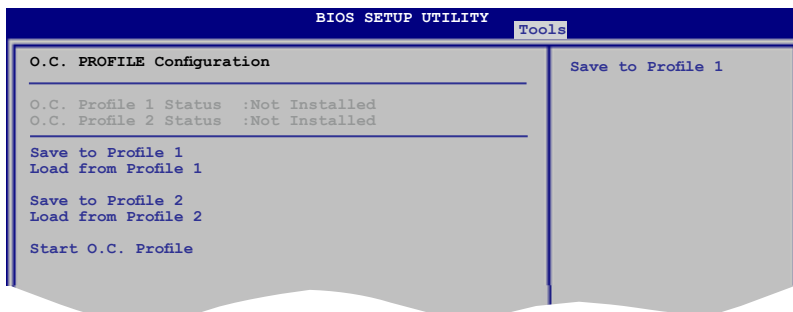 BIOS SETUP UTILITY
Tools
O.C. PROFILE Configuration
O.C. Profile 1 Status :Not Installed
O.C. Profile 2 Status :Not Installed
Save to Profile 1
Load from Profile 1
Save to Profile 2
Load from Profile 2
Start O.C. Profile
Save to Profile 1